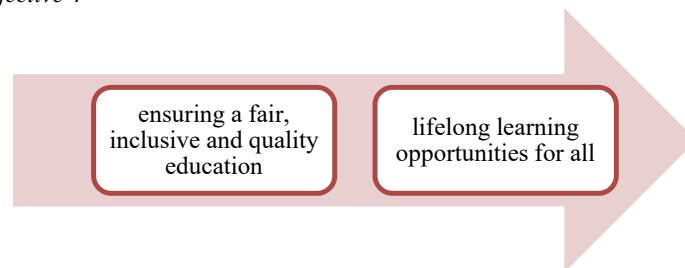 ensuring a fair,
inclusive and quality
education
lifelong learning
opportunities for all